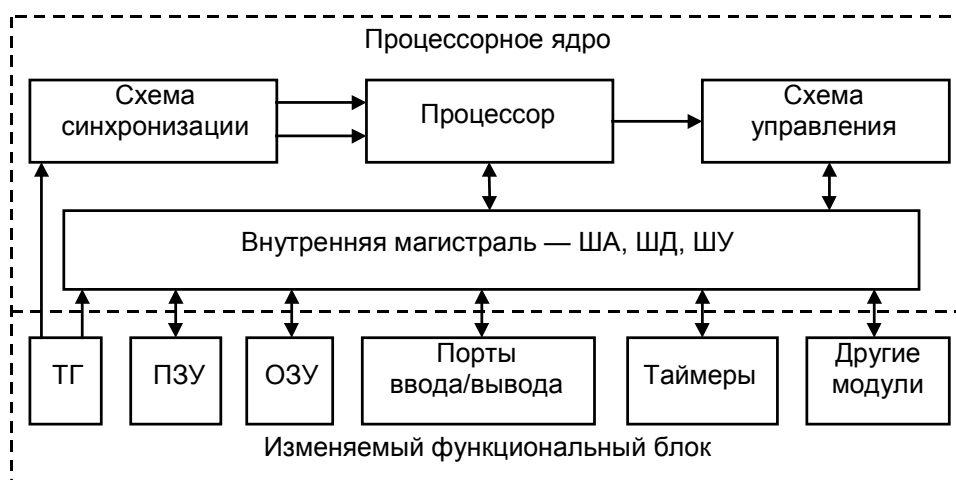 Процессорное ядро
Схема
синхронизации
Процессор
Схема
управления
Внутренняя магистраль — ША, ШД, ШУ
ТГ
ПЗУ
ОЗУ
Порты
ввода/вывода
Таймеры
Другие
модули
Изменяемый функциональный блок